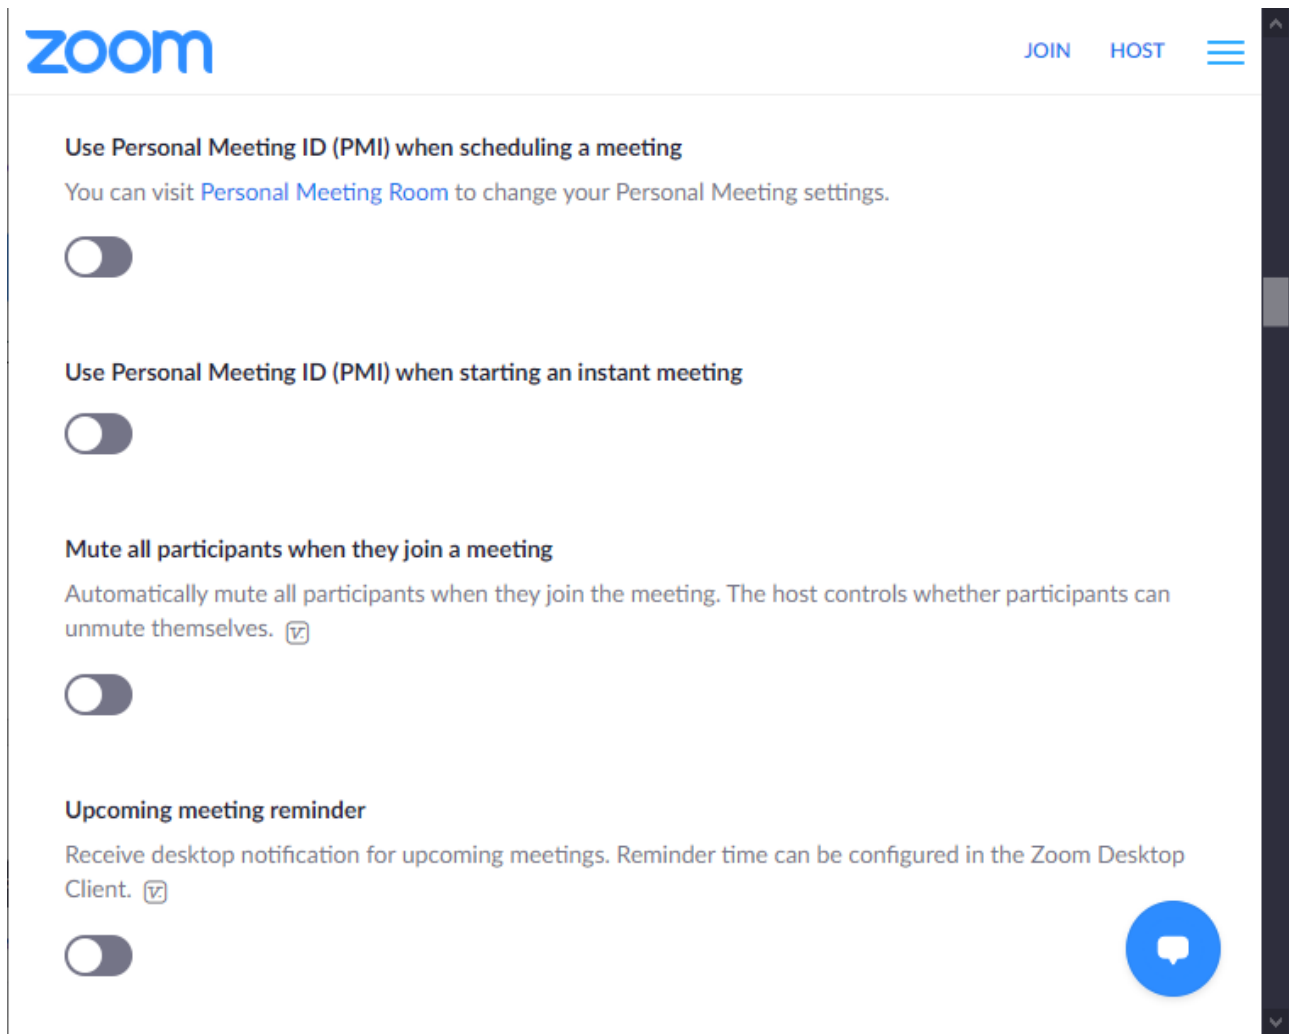 zoom
JOIN HOST
Use Personal Meeting ID (PMI) when scheduling a meeting
You can visit Personal Meeting Room to change your Personal Meeting settings.
Use Personal Meeting ID (PMI) when starting an instant meeting
Mute all participants when they join a meeting
Automatically mute all participants when they join the meeting. The host controls whether participants can
unmute themselves. v:
Upcoming meeting reminder
Receive desktop notification for upcoming meetings. Reminder time can be configured in the Zoom Desktop
Client. v: